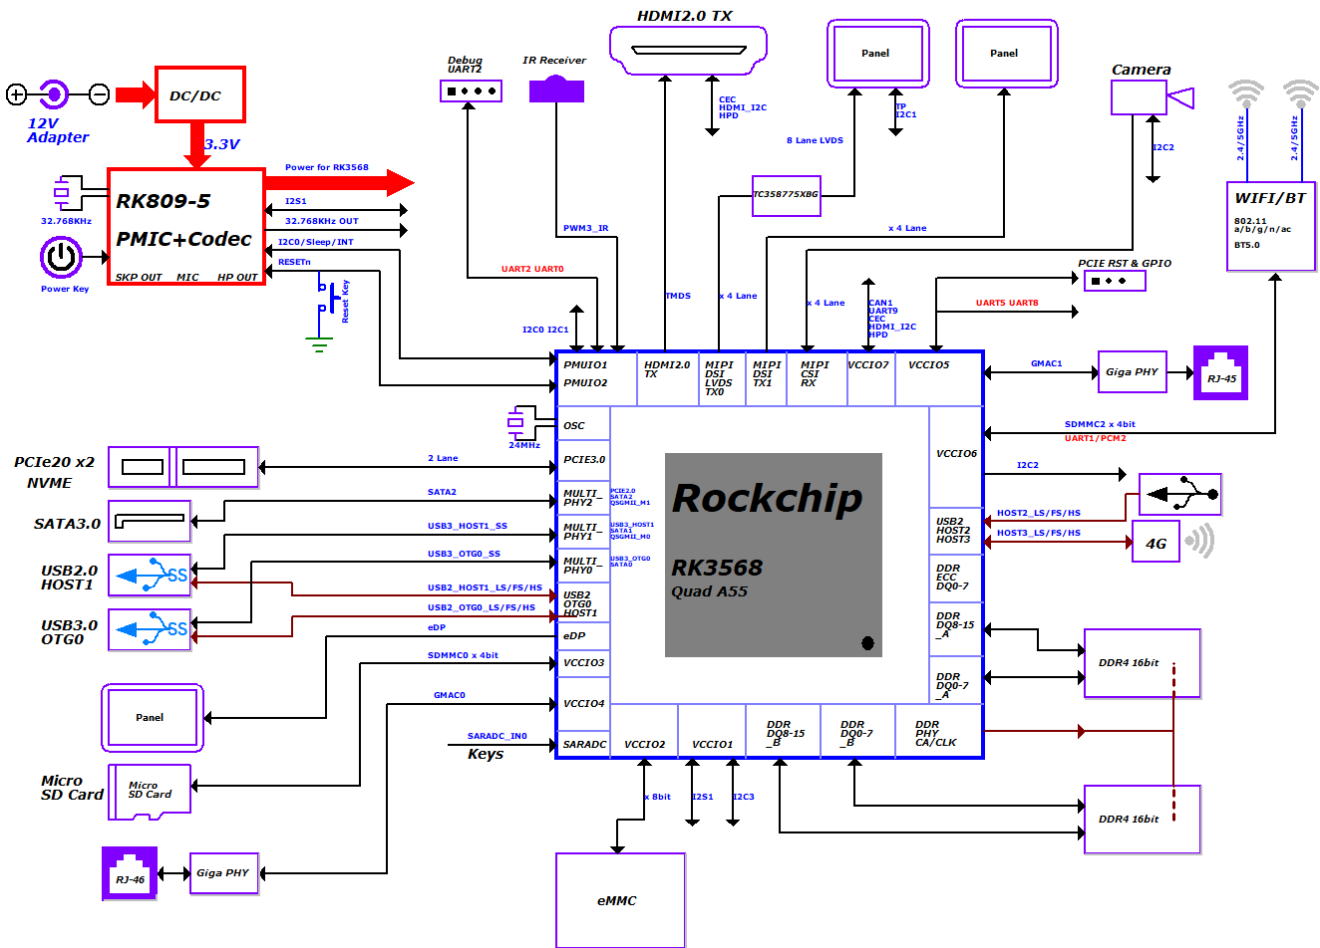 HDMI2.0 TX
Debug
UART2
IR Receiver
Panel
Panel
Camera
CEC
HDMI_I2C
HPD
TP
I2C1
8 Lane LVDS
I2C2
2.4/5GHz
2.4/5GHz
DC/DC
12V
Adapter
3.3V
Power for RK3568
RK809-5
PMIC+Codec
SKP OUT MIC HP OUT
32.768KHz
Power Key
I2S1
32.768KHz OUT
I2C0/Sleep/INT
RESETn
Reset Key
PWM3_IR
UART2 UART0
I2C0 I2C1
TMDS
TC358775XBG
x 4 Lane
x 4 Lane
x 4 Lane
CAN1
UART9
CEC
HDMI_I2C
HPD
WIFI/BT
802.11
a/b/g/n/ac
BT5.0
PCIE RST & GPIO
UART5 UART8
PMUIO1
PMUIO2
HDMI2.0
TX
MIPI
DSI
LVDS
TX0
MIPI
DSI
TX1
MIPI
CSI
RX
VCCIO7
VCCIO5
GMAC1
Giga PHY
RJ-45
24MHz
OSC
SDMMC2 x 4bit
UART1/PCM2
VCCIO6
I2C2
PCIe20 x2
NVME
2 Lane
PCIE3.0
SATA3.0
SATA2
MULTI_
PHY2
PCIE2.0
SATA2
QSGMII_M1
USB3_HOST1_SS
MULTI_
PHY1
USB3_HOST1
SATA1
QSGMII_M0
USB2.0
HOST1
SS
USB3_OTG0_SS
MULTI_
PHY0
USB3_OTG0
SATA0
USB2_HOST1_LS/FS/HS
USB2
OTG0
HOST1
USB3.0
OTG0
SS
USB2_OTG0_LS/FS/HS
eDP
eDP
SDMMC0 x 4bit
VCCIO3
Panel
GMAC0
VCCIO4
SARADC_IN0
Keys
SARADC
Rockchip
RK3568
Quad A55
USB2
HOST2
HOST3
HOST2_LS/FS/HS
HOST3_LS/FS/HS
4G
DDR
ECC
DQ0-7
DDR
DQ8-15
_A
DDR
DQ0-7
_A
DDR4 16bit
VCCIO2
VCCIO1
DDR
DQ8-15
_B
DDR
DQ0-7
_B
DDR
PHY
CA/CLK
Micro
SD Card
Micro
SD Card
x 8bit
I2S1
I2C3
DDR4 16bit
RJ-46
Giga PHY
eMMC